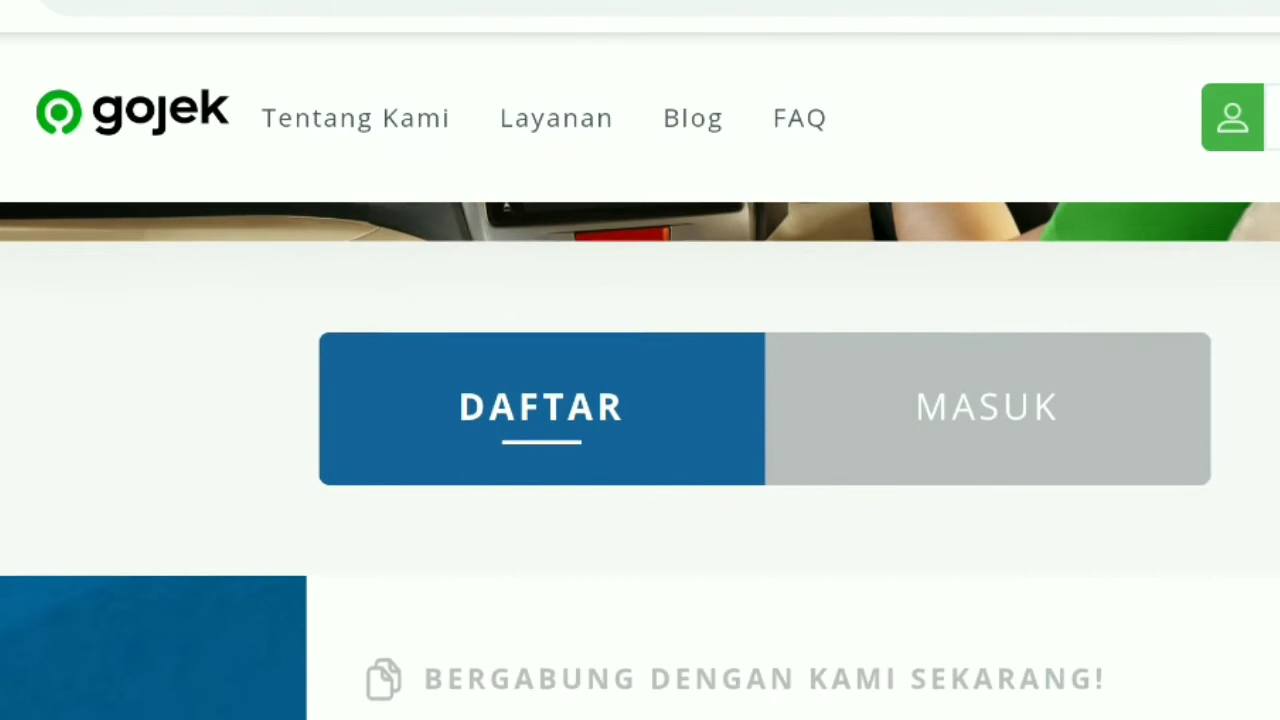 gojek Tentang Kami Layanan Blog FAQ
DAFTAR MASUK
BERGABUNG DENGAN KAMI SEKARANG!